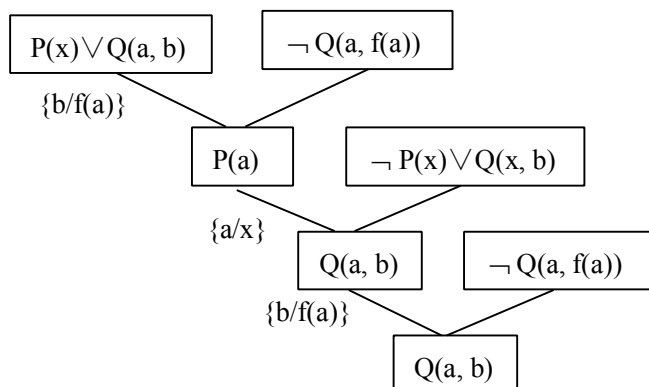 P(x)∨Q(a, b)
¬ Q(a, f(a))
{b/f(a)}
P(a)
¬ P(x)∨Q(x, b)
{a/x}
Q(a, b)
¬ Q(a, f(a))
{b/f(a)}
Q(a, b)